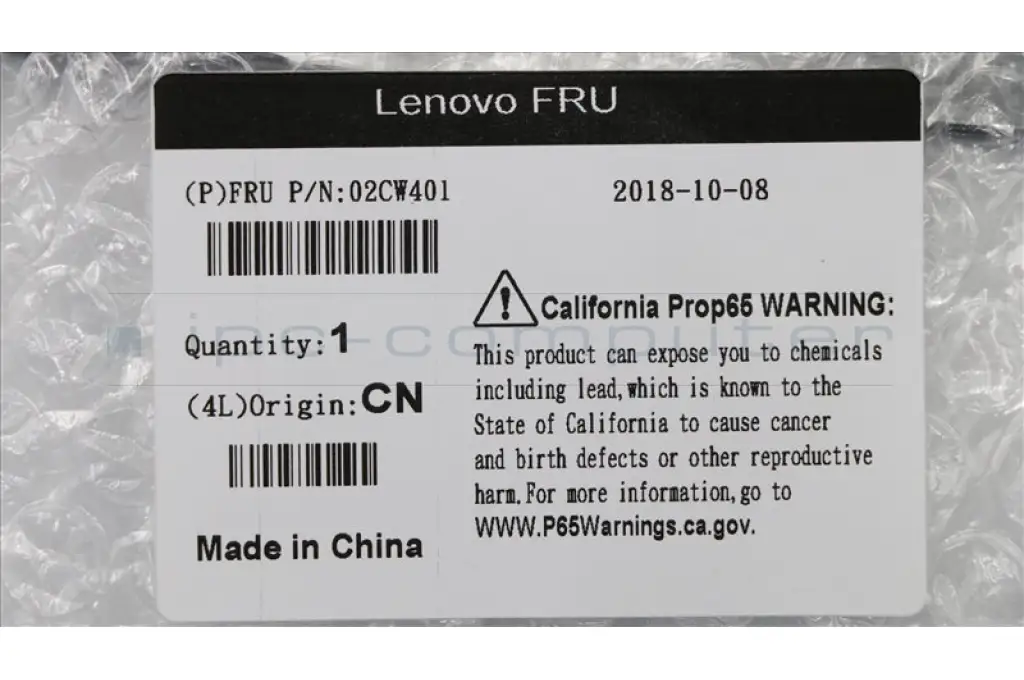 Lenovo FRU
(P)FRU P/N:02CW401
2018-10-08
California Prop65 WARNING:
Quantity:1
This product can expose you to chemicals
including lead,which is known to the
(4L)Origin:CN
State of California to cause cancer
and birth defects or other reproductive
harm.For more information,go to
WWW.P65Warnings.ca.gov.
Made in China
ipc-computer